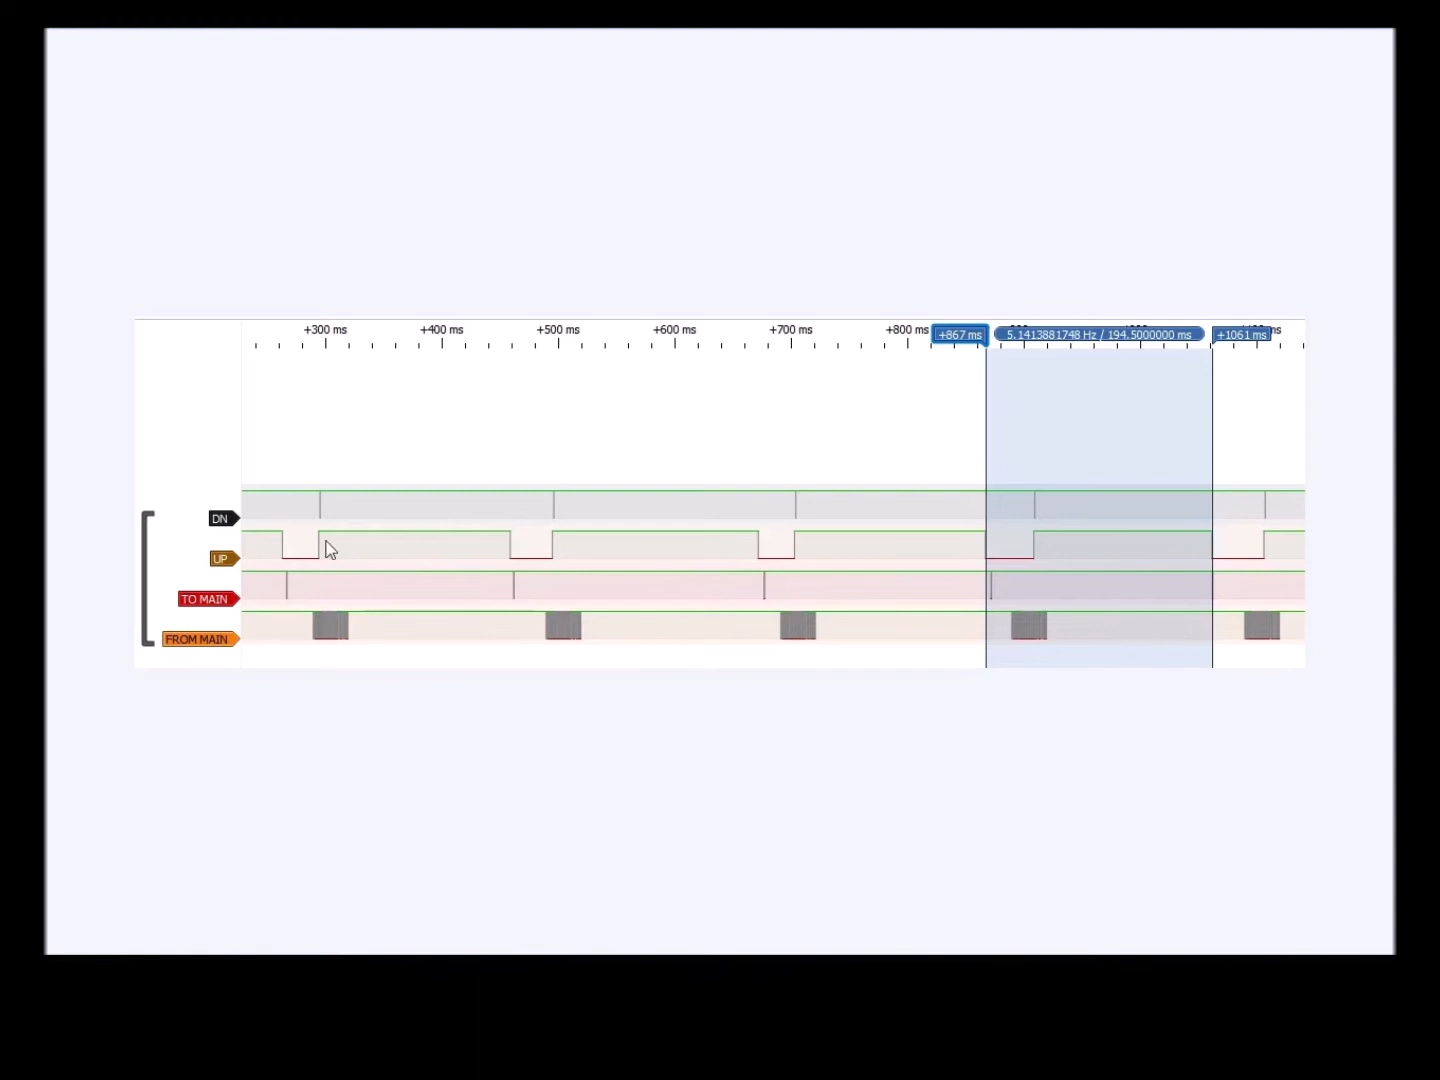 +300 ms +400 ms +500 ms +600 ms +700 ms +800 ms +867 ms 5.1413881748 Hz / 194.5000000 ms +1061 ms
DN
UP
TO MAIN
FROM MAIN